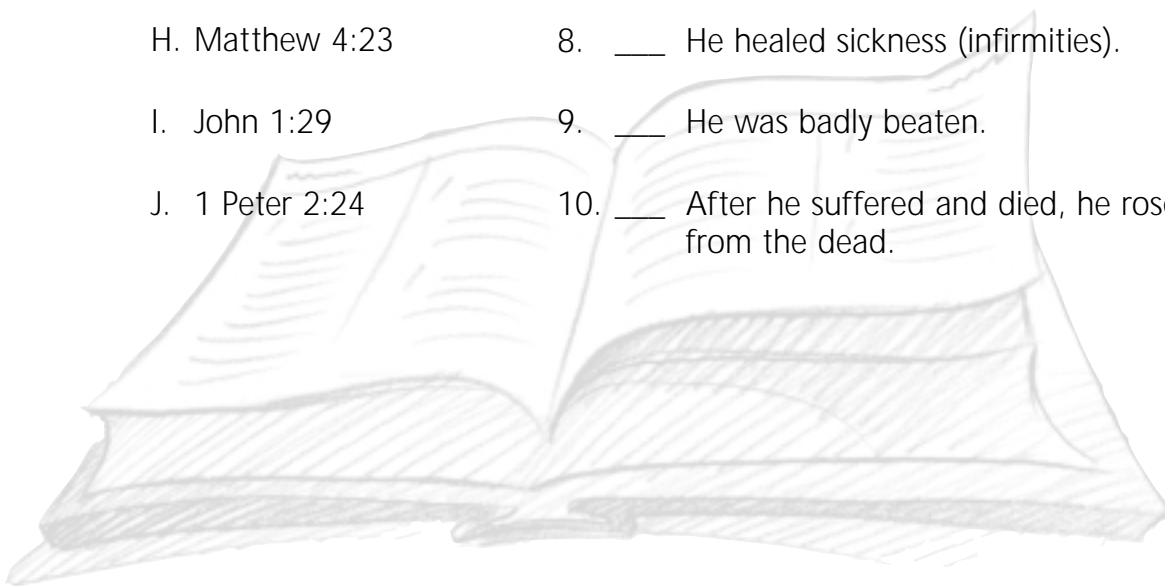 H. Matthew 4:23 8. ___ He healed sickness (infirmities).
I. John 1:29 9. ___ He was badly beaten.
J. 1 Peter 2:24 10. ___ After he suffered and died, he rose
from the dead.